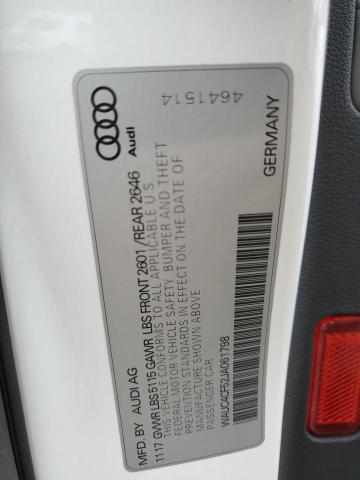 MFD. BY AUDI AG
1117 GVWR LBS 5115 GAWR LBS FRONT 2601 / REAR 2646
THIS VEHICLE CONFORMS TO ALL APPLICABLE U.S.
FEDERAL MOTOR VEHICLE SAFETY, BUMPER AND THEFT
PREVENTION STANDARDS IN EFFECT ON THE DATE OF
MANUFACTURE SHOWN ABOVE
PASSENGER CAR
WAUC4CF52JA061798
Audi
4641514
GERMANY